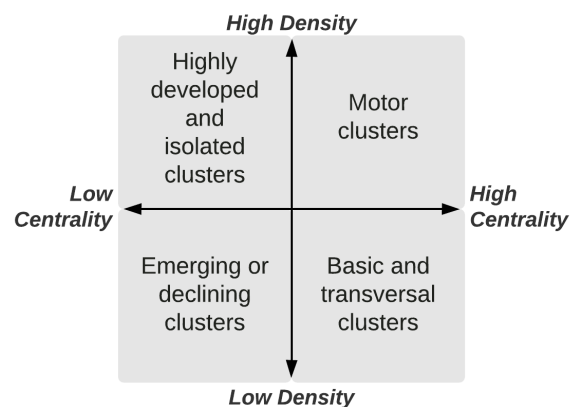 High Density
Highly
developed
and
isolated
clusters
Motor
clusters
Low
Centrality
High
Centrality
Emerging or
declining
clusters
Basic and
transversal
clusters
Low Density